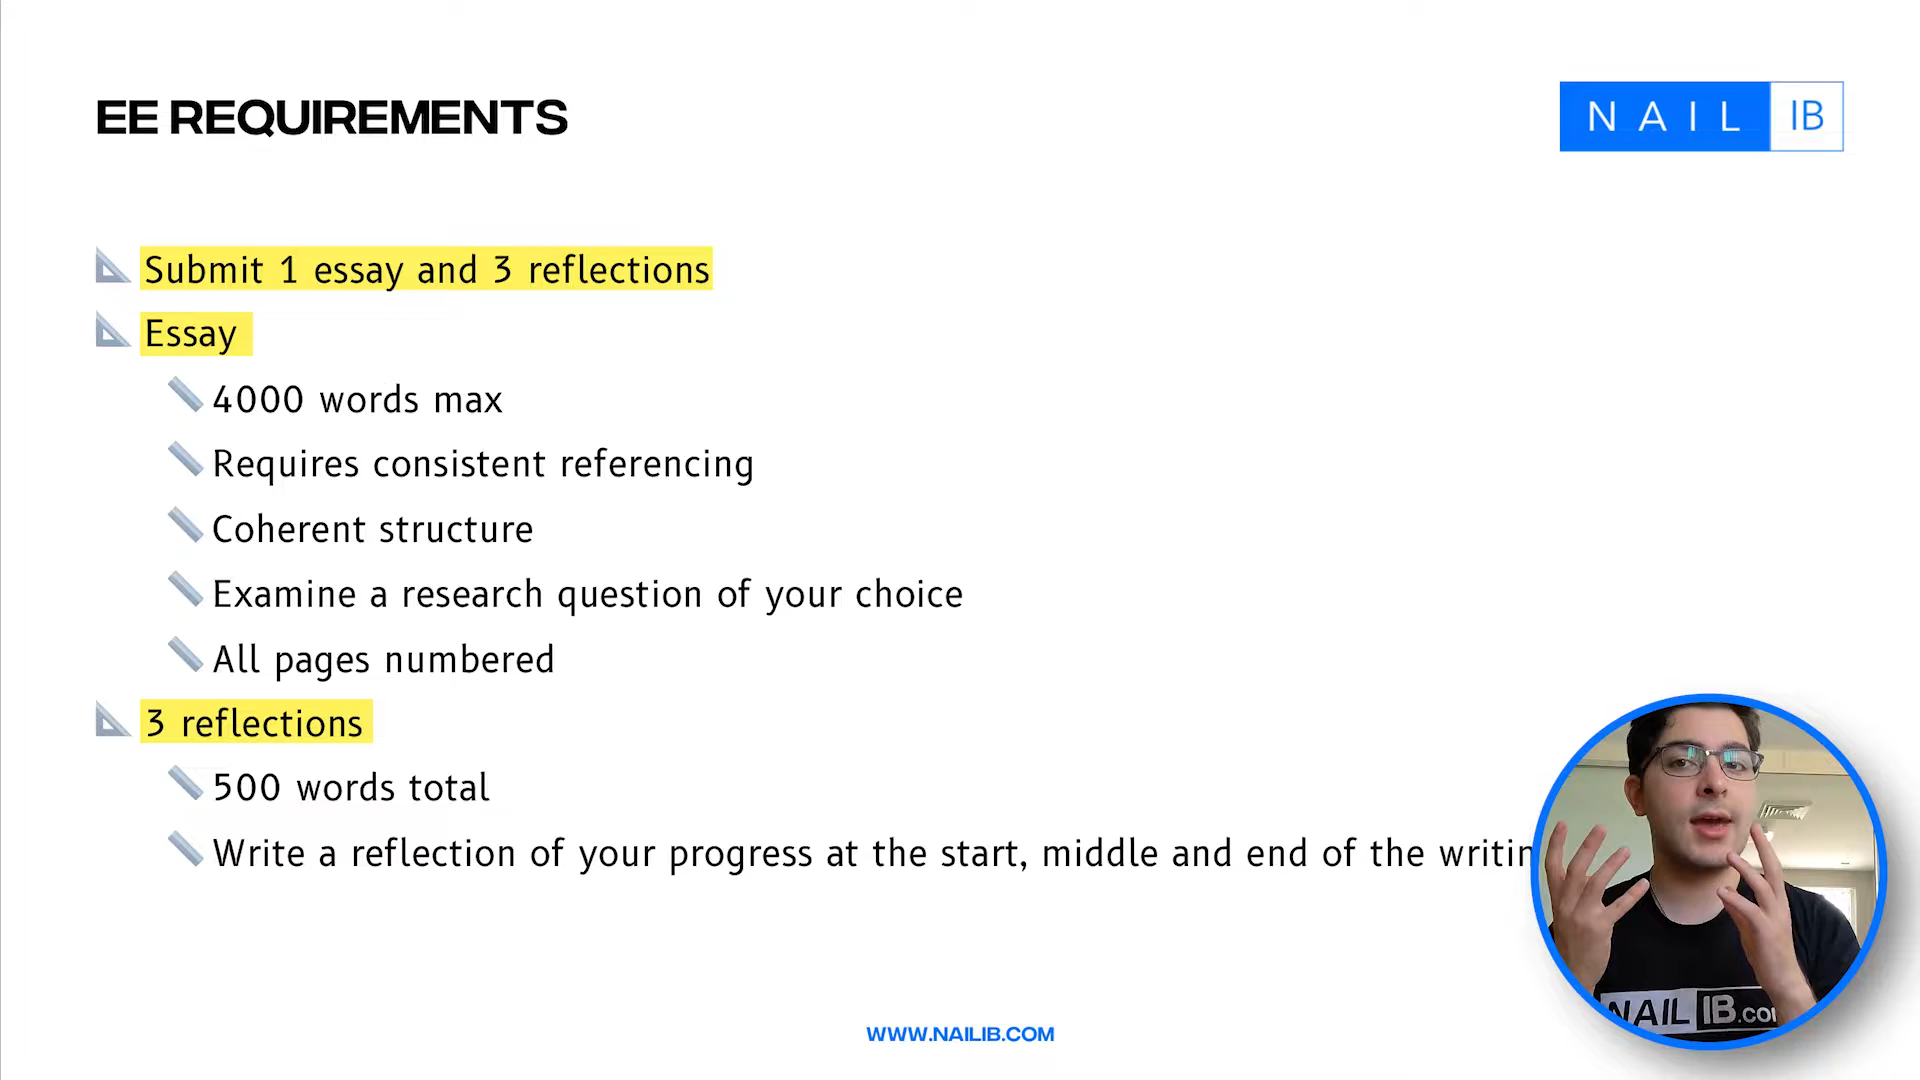 EE REQUIREMENTS
NAIL IB
Submit 1 essay and 3 reflections
Essay
4000 words max
Requires consistent referencing
Coherent structure
Examine a research question of your choice
All pages numbered
3 reflections
500 words total
Write a reflection of your progress at the start, middle and end of the
NAIL IB.co
WWW.NAILIB.COM